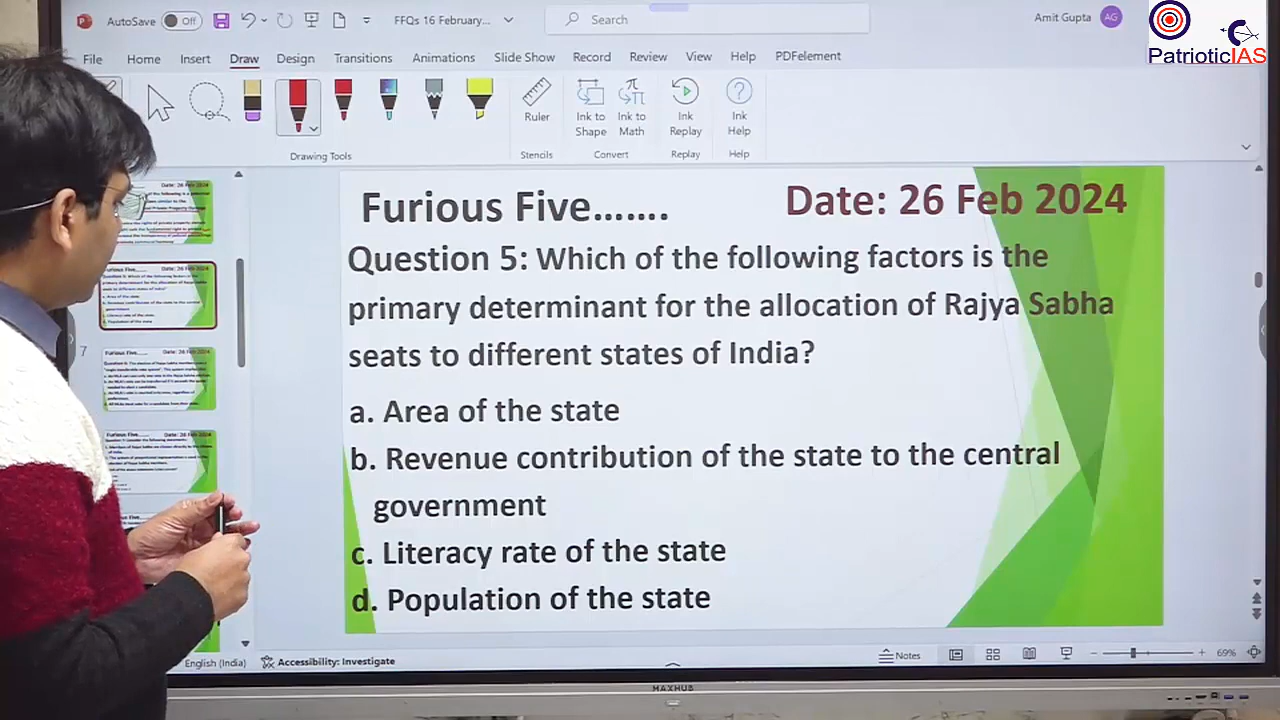 AutoSave Off FFQs 16 February... Search Amit Gupta AG
PatrioticIAS
File Home Insert Draw Design Transitions Animations Slide Show Record Review View Help PDFelement
Ruler Ink to Shape Ink to Math Ink Replay Ink Help
Drawing Tools Stencils Convert Replay Help
Furious Five....... Date: 26 Feb 2024
Question 5: Which of the following factors is the
primary determinant for the allocation of Rajya Sabha
seats to different states of India?
a. Area of the state
b. Revenue contribution of the state to the central
government
c. Literacy rate of the state
d. Population of the state
7
English (India) Accessibility: Investigate Notes 69%
MAXHUB